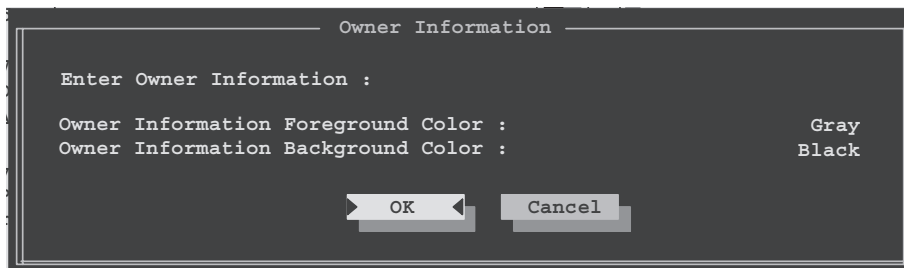 Owner Information
Enter Owner Information :
Owner Information Foreground Color : Gray
Owner Information Background Color : Black
OK Cancel